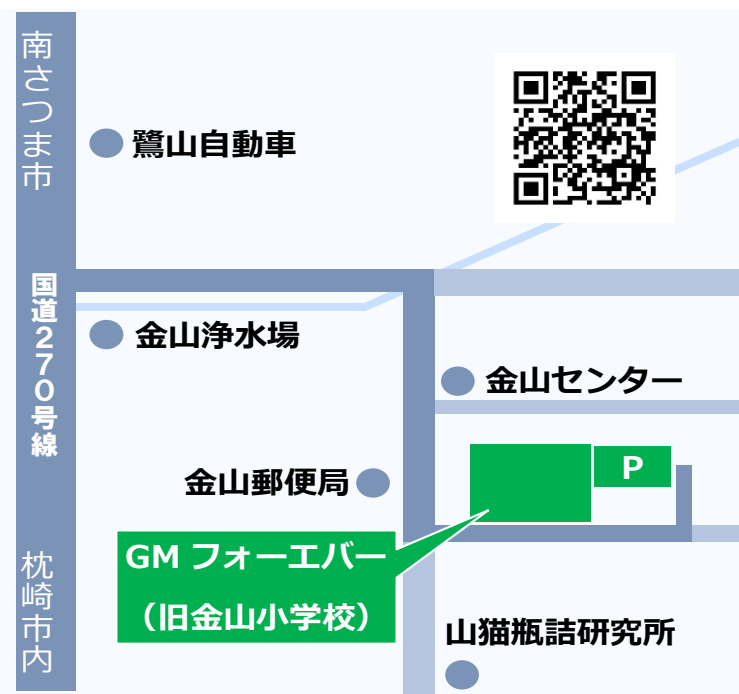 南さつま市
鷺山自動車
国道270号線
金山浄水場
金山センター
金山郵便局
P
GM フォーエバー
（旧金山小学校）
枕崎市内
山猫瓶詰研究所